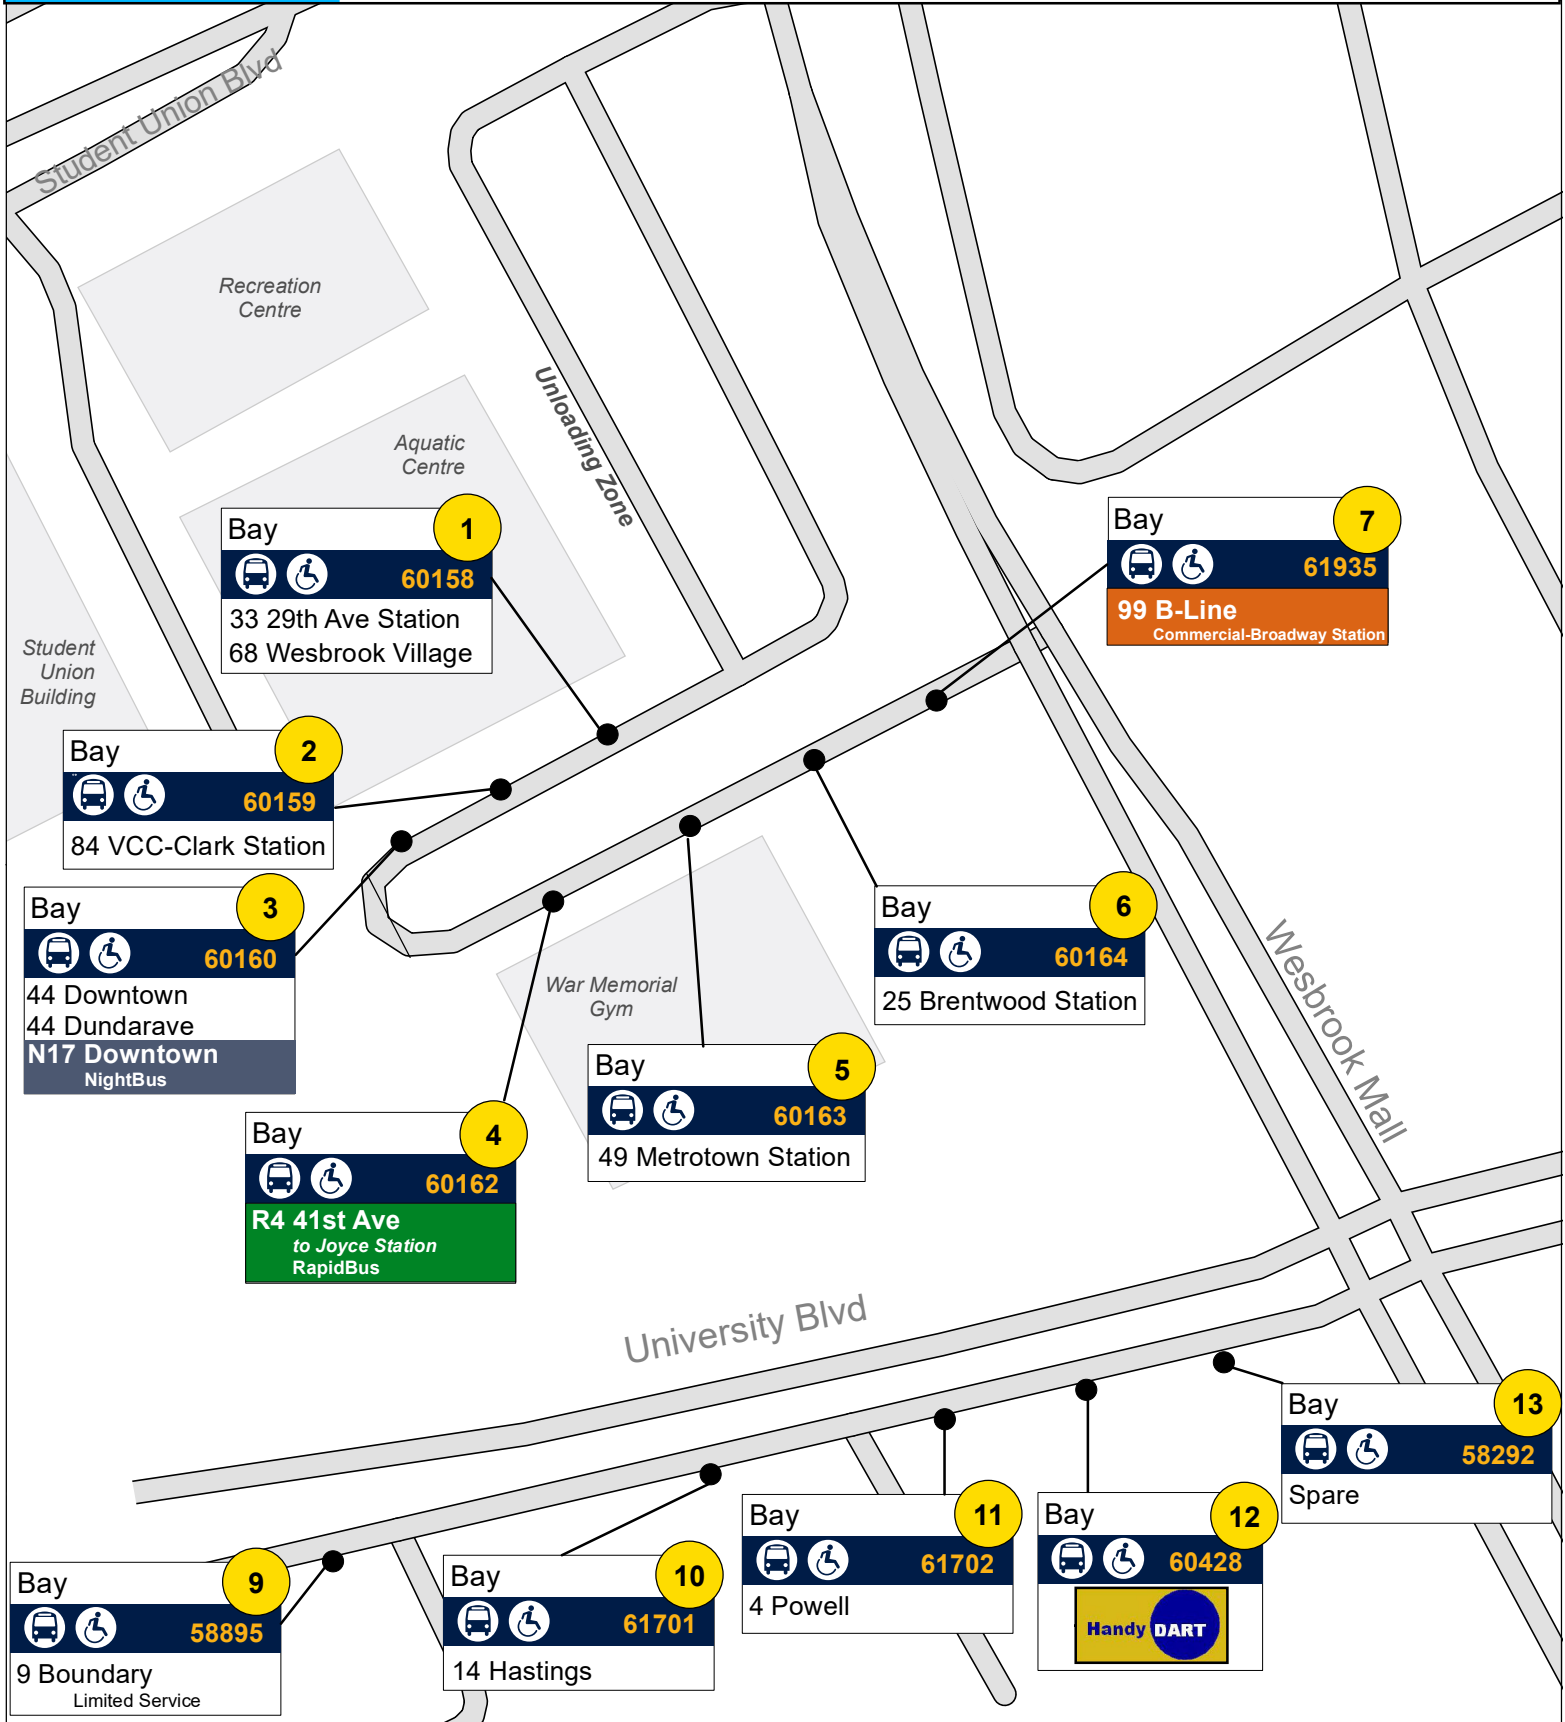 Student Union Blvd
Recreation
Centre
Aquatic
Centre
Unloading Zone
Student
Union
Building
Bay 1
60158
33 29th Ave Station
68 Wesbrook Village
Bay 7
61935
99 B-Line
Commercial-Broadway Station
Bay 2
60159
84 VCC-Clark Station
Bay 3
60160
44 Downtown
44 Dundarave
N17 Downtown
NightBus
Bay 6
60164
25 Brentwood Station
War Memorial
Gym
Wesbrook Mall
Bay 5
60163
49 Metrotown Station
Bay 4
60162
R4 41st Ave
to Joyce Station
RapidBus
University Blvd
Bay 13
58292
Spare
Bay 12
60428
Handy DART
Bay 11
61702
4 Powell
Bay 10
61701
14 Hastings
Bay 9
58895
9 Boundary
Limited Service